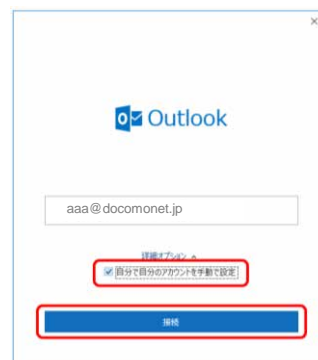 Outlook
aaa@docomonet.jp
詳細オプション
自分で自分のアカウントを手動で設定
接続